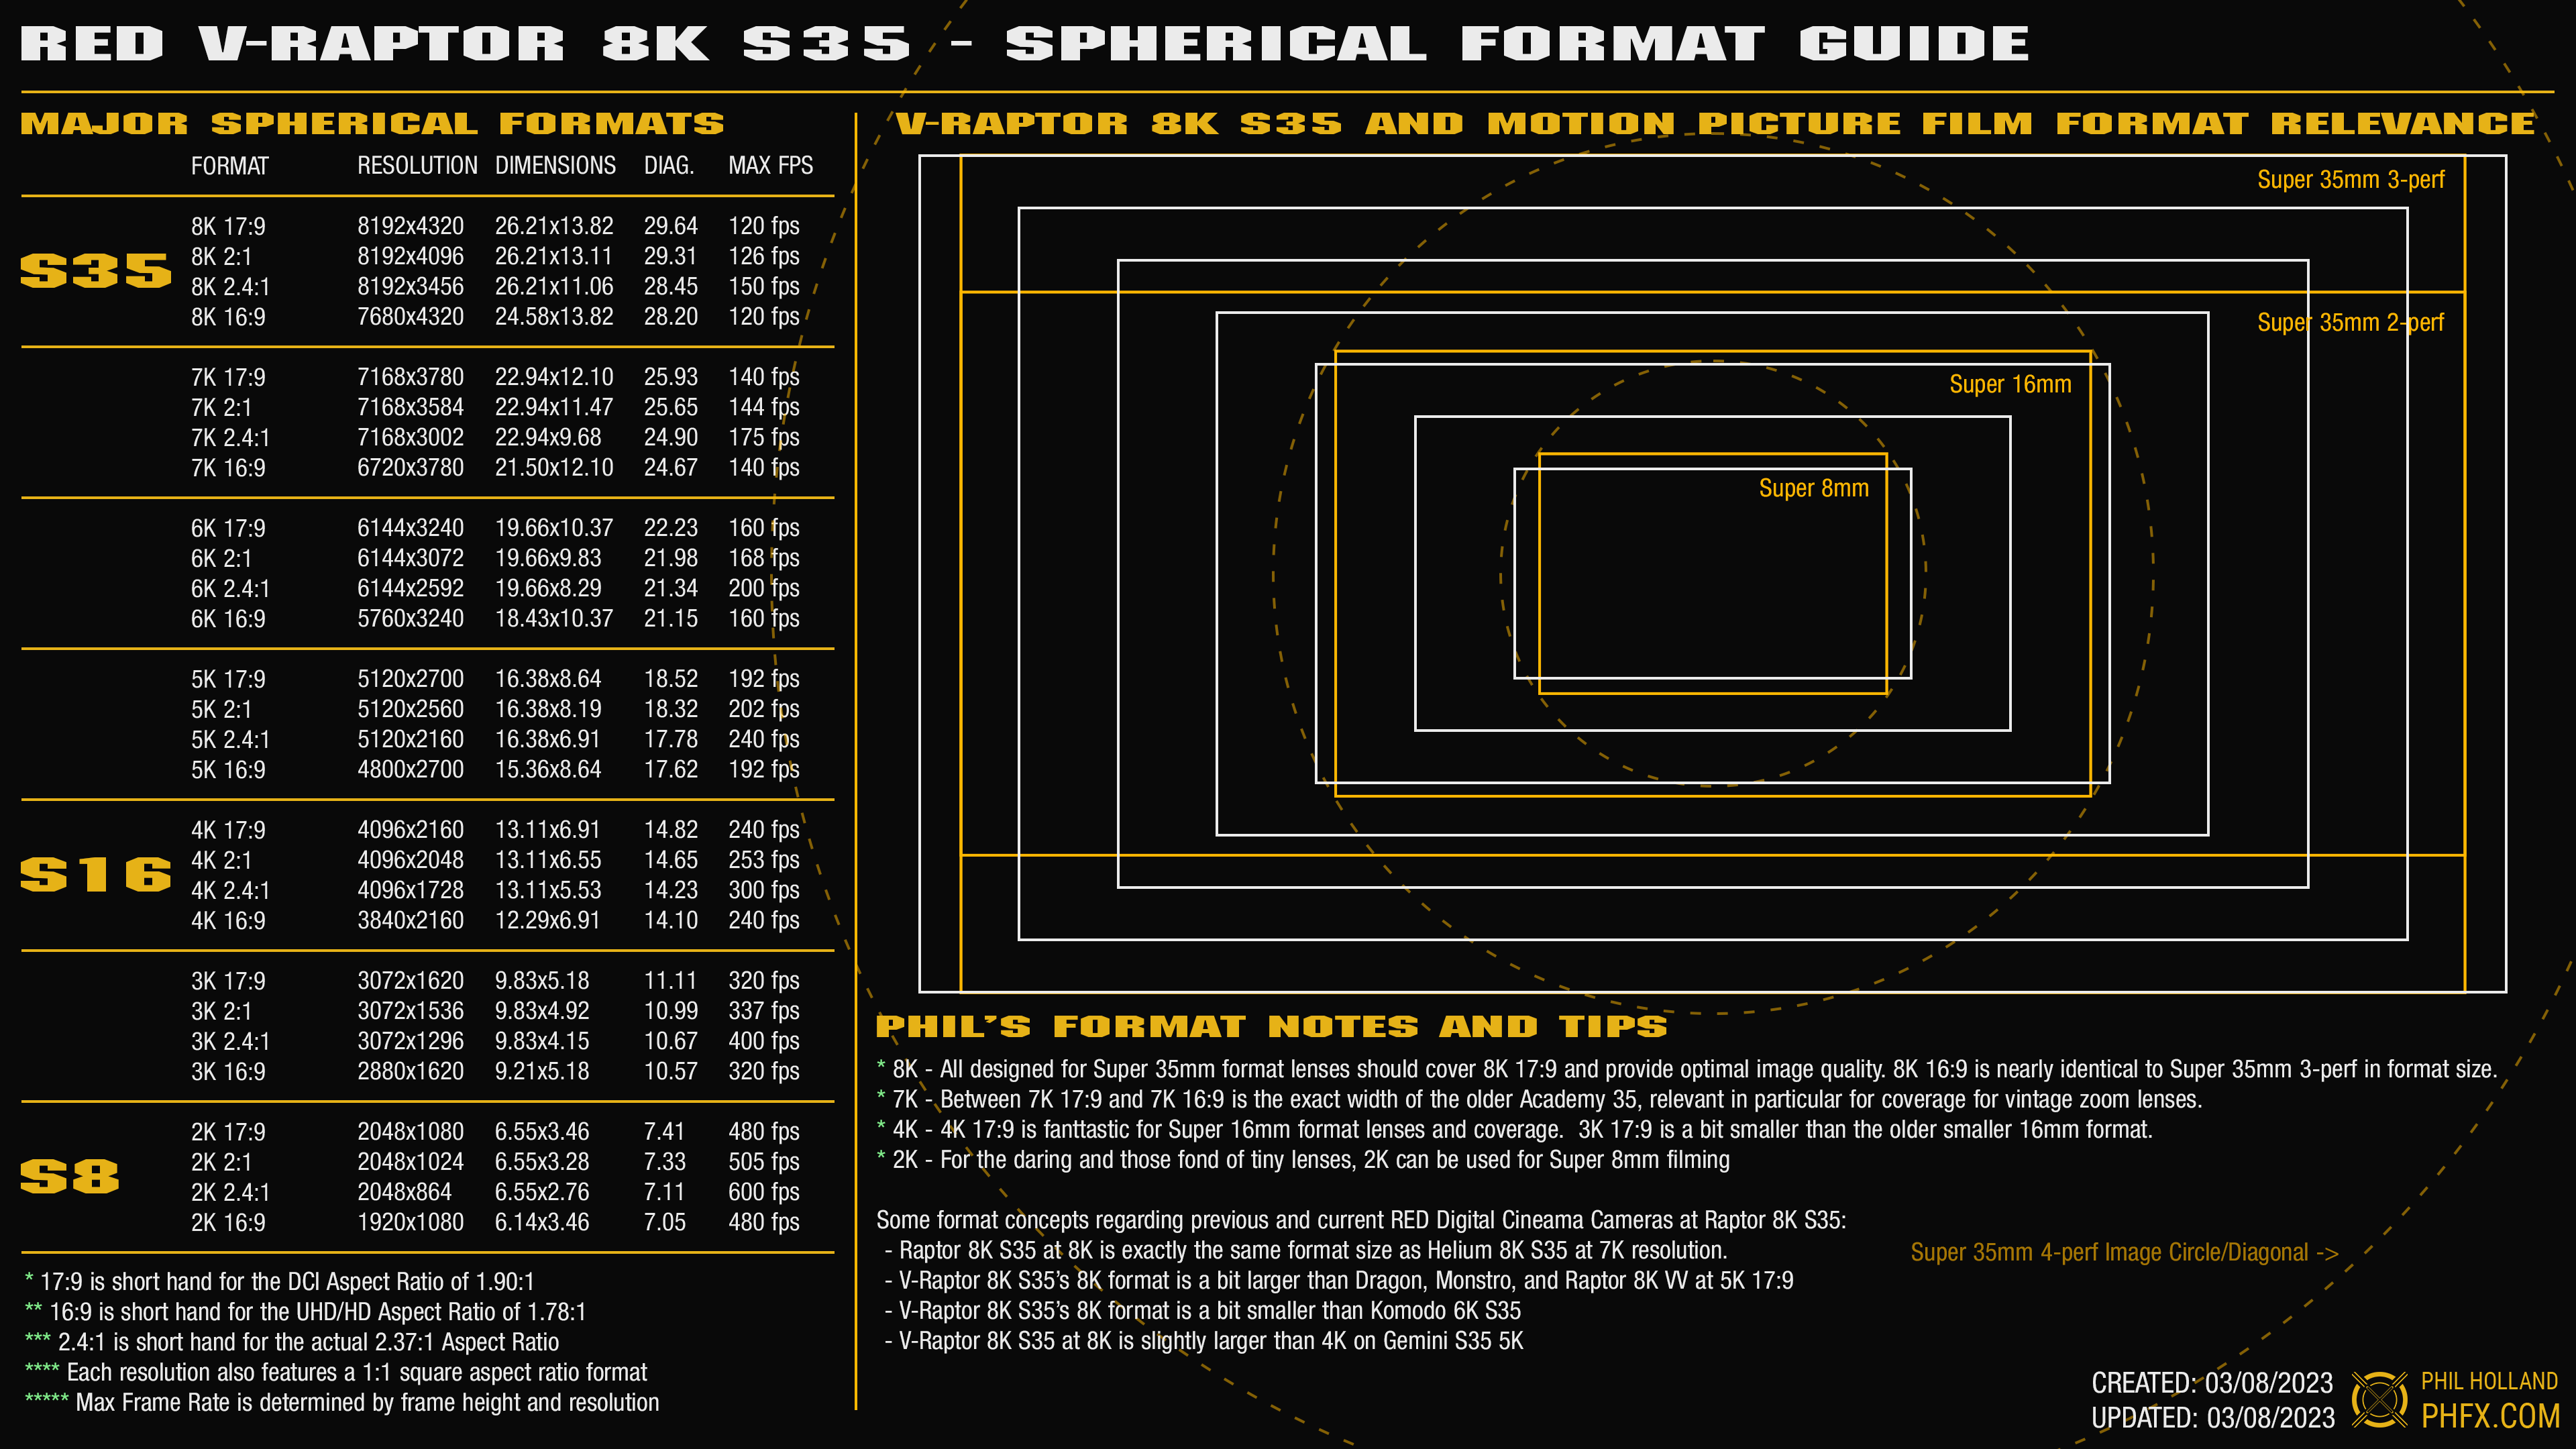 RED V-RAPTOR 8K S35 - SPHERICAL FORMAT GUIDE
MAJOR SPHERICAL FORMATS
FORMAT RESOLUTION DIMENSIONS DIAG. MAX FPS
S35
8K 17:9 8192x4320 26.21x13.82 29.64 120 fps
8K 2:1 8192x4096 26.21x13.11 29.31 126 fps
8K 2.4:1 8192x3456 26.21x11.06 28.45 150 fps
8K 16:9 7680x4320 24.58x13.82 28.20 120 fps
7K 17:9 7168x3780 22.94x12.10 25.93 140 fps
7K 2:1 7168x3584 22.94x11.47 25.65 144 fps
7K 2.4:1 7168x3002 22.94x9.68 24.90 175 fps
7K 16:9 6720x3780 21.50x12.10 24.67 140 fps
6K 17:9 6144x3240 19.66x10.37 22.23 160 fps
6K 2:1 6144x3072 19.66x9.83 21.98 168 fps
6K 2.4:1 6144x2592 19.66x8.29 21.34 200 fps
6K 16:9 5760x3240 18.43x10.37 21.15 160 fps
5K 17:9 5120x2700 16.38x8.64 18.52 192 fps
5K 2:1 5120x2560 16.38x8.19 18.32 202 fps
5K 2.4:1 5120x2160 16.38x6.91 17.78 240 fps
5K 16:9 4800x2700 15.36x8.64 17.62 192 fps
S16
4K 17:9 4096x2160 13.11x6.91 14.82 240 fps
4K 2:1 4096x2048 13.11x6.55 14.65 253 fps
4K 2.4:1 4096x1728 13.11x5.53 14.23 300 fps
4K 16:9 3840x2160 12.29x6.91 14.10 240 fps
3K 17:9 3072x1620 9.83x5.18 11.11 320 fps
3K 2:1 3072x1536 9.83x4.92 10.99 337 fps
3K 2.4:1 3072x1296 9.83x4.15 10.67 400 fps
3K 16:9 2880x1620 9.21x5.18 10.57 320 fps
S8
2K 17:9 2048x1080 6.55x3.46 7.41 480 fps
2K 2:1 2048x1024 6.55x3.28 7.33 505 fps
2K 2.4:1 2048x864 6.55x2.76 7.11 600 fps
2K 16:9 1920x1080 6.14x3.46 7.05 480 fps
* 17:9 is short hand for the DCI Aspect Ratio of 1.90:1
** 16:9 is short hand for the UHD/HD Aspect Ratio of 1.78:1
*** 2.4:1 is short hand for the actual 2.37:1 Aspect Ratio
**** Each resolution also features a 1:1 square aspect ratio format
***** Max Frame Rate is determined by frame height and resolution
V-RAPTOR 8K S35 AND MOTION PICTURE FILM FORMAT RELEVANCE
Super 35mm 3-perf
Super 35mm 2-perf
Super 16mm
Super 8mm
PHIL'S FORMAT NOTES AND TIPS
* 8K - All designed for Super 35mm format lenses should cover 8K 17:9 and provide optimal image quality. 8K 16:9 is nearly identical to Super 35mm 3-perf in format size.
* 7K - Between 7K 17:9 and 7K 16:9 is the exact width of the older Academy 35, relevant in particular for coverage for vintage zoom lenses.
* 4K - 4K 17:9 is fanttastic for Super 16mm format lenses and coverage. 3K 17:9 is a bit smaller than the older smaller 16mm format.
* 2K - For the daring and those fond of tiny lenses, 2K can be used for Super 8mm filming
Some format concepts regarding previous and current RED Digital Cineama Cameras at Raptor 8K S35:
- Raptor 8K S35 at 8K is exactly the same format size as Helium 8K S35 at 7K resolution.
- V-Raptor 8K S35's 8K format is a bit larger than Dragon, Monstro, and Raptor 8K VV at 5K 17:9
- V-Raptor 8K S35's 8K format is a bit smaller than Komodo 6K S35
- V-Raptor 8K S35 at 8K is slightly larger than 4K on Gemini S35 5K
Super 35mm 4-perf Image Circle/Diagonal ->
CREATED: 03/08/2023
UPDATED: 03/08/2023
PHIL HOLLAND
PHFX.COM